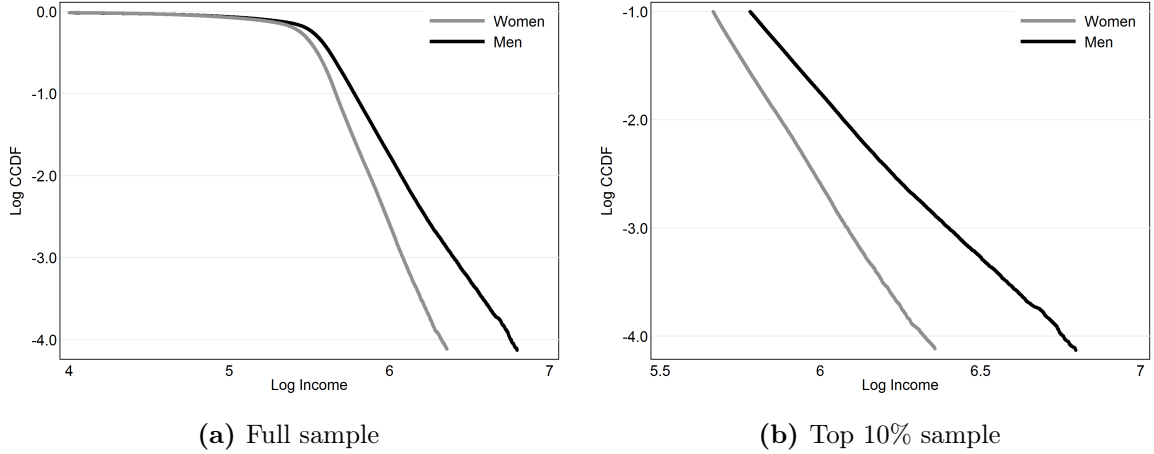 0.0
-1.0
-2.0
-3.0
-4.0
Log CCDF
4
5
6
7
Log Income
Women
Men
(a) Full sample
-1.0
-2.0
-3.0
-4.0
Log CCDF
5.5
6
6.5
7
Log Income
Women
Men
(b) Top 10% sample